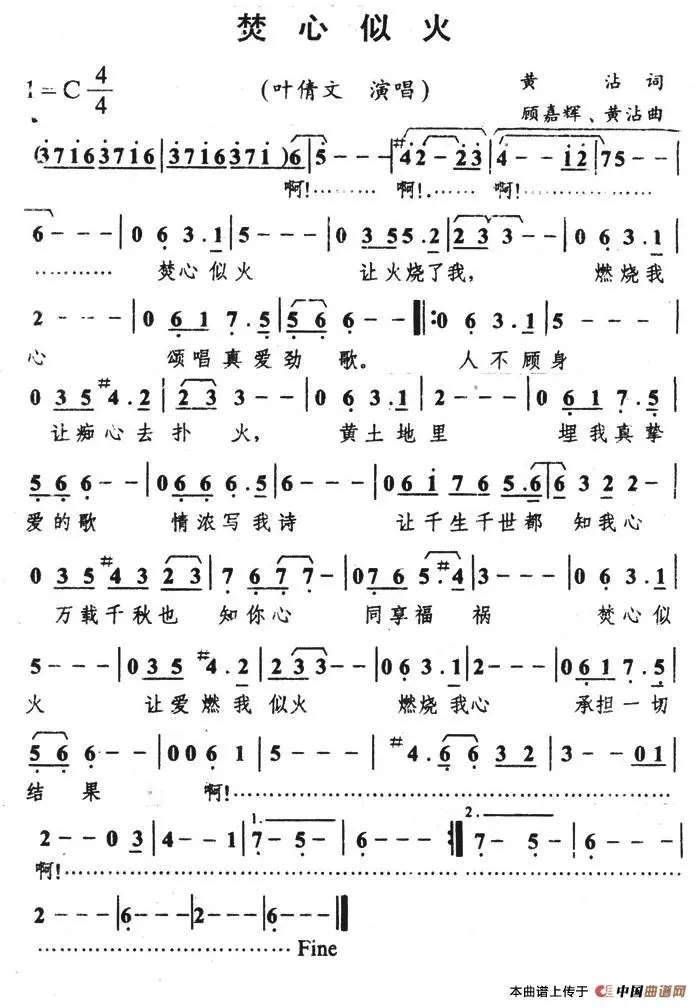 焚心似火
1=C 4/4
(叶倩文 演唱)
黄 沾 词
顾嘉辉、黄沾曲
(3716 3716 | 3716 371) 6 | 5 - - - | #4 2 - 2 3 | 4 - - 1 2 | 7 5 - -
啊!……… 啊!…… 啊!………
6 - - - | 0 6 3 . 1 | 5 - - - | 0 3 5 5 . 2 | 2 3 3 - - | 0 6 3 . 1
………… 焚心似火 让火烧了我, 燃烧我
2 - - - | 0 6 1 7 . 5 | 5 6 6 - - :0 6 3 . 1 | 5 - - -
心 颂唱真爱劲 歌。 人不顾身
0 3 5 #4 . 2 | 2 3 3 - - | 0 6 3 . 1 | 2 - - - | 0 6 1 7 . 5
让痴心去扑 火, 黄土地里 埋我真挚
5 6 6 - - | 0 6 6 6 . 5 | 6 - - - | 0 6 1 7 6 5 . 6 | 6 3 2 2 -
爱的歌 情浓写我诗 让千生千世都 知我心
0 3 5 #4 3 2 3 | 7 6 7 7 - | 0 7 6 5 . #4 | 3 - - - | 0 6 3 . 1
万载千秋也 知你心 同享福 祸 焚心似
5 - - - | 0 3 5 #4 . 2 | 2 3 3 - - | 0 6 3 . 1 | 2 - - - | 0 6 1 7 . 5
火 让爱燃我 似火 燃烧我心 承担一切
5 6 6 - - | 0 0 6 1 | 5 - - - | #4 . 6 6 3 2 | 3 - - 0 1
结果 啊!…………………………
2 - - 0 3 | 4 - - 1 | 1. 7 - 5 - | 6 - - - :| 2. 7 - 5 - | 6 - - -
啊!……………………………………
2 - - - | 6 - - - | 2 - - - | 6 - - - ‖
………………………… Fine
本曲谱上传于 中国曲谱网